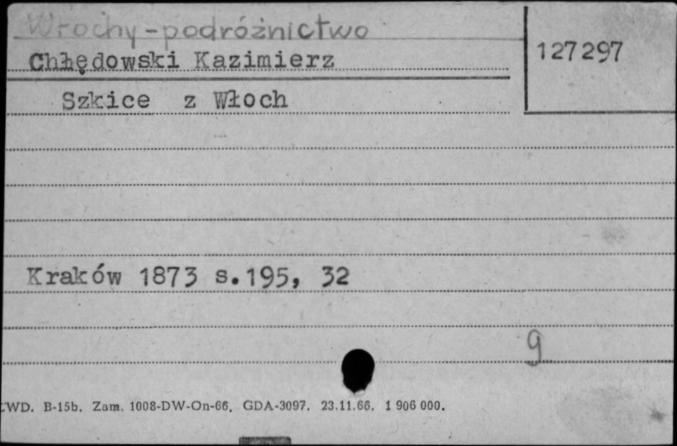 Włochy - podróżnictwo
127297
Chłędowski Kazimierz
Szkice z Włoch
Kraków 1873 s.195, 32
9
WD. B-15b. Zam. 1008-DW-On-66. GDA-3097. 23.11.66. 1 906 000.